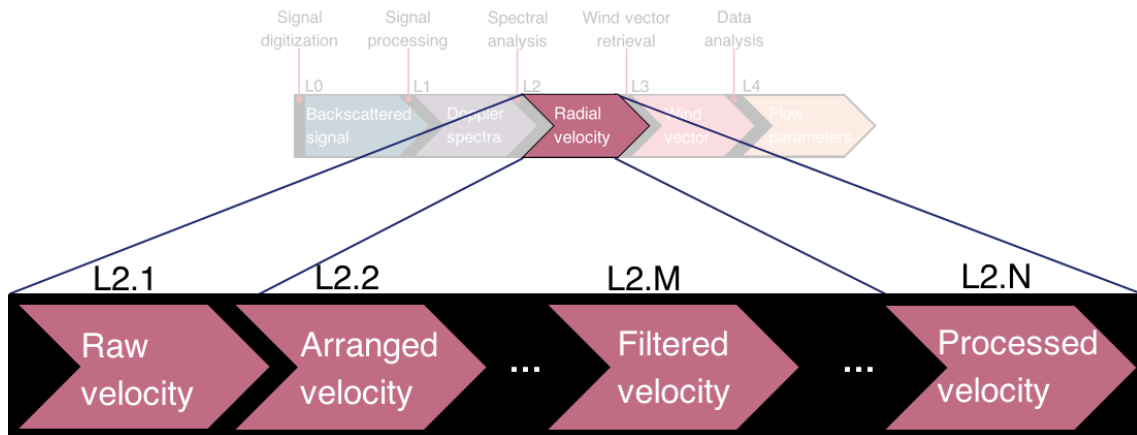 Signal
digitization
Signal
processing
Spectral
analysis
Wind vector
retrieval
Data
analysis
L0
L1
L2
L3
L4
Backscattered
signal
Doppler
spectra
Radial
velocity
Wind
vector
Flow
parameters
L2.1
L2.2
L2.M
L2.N
Raw
velocity
Arranged
velocity
...
Filtered
velocity
...
Processed
velocity